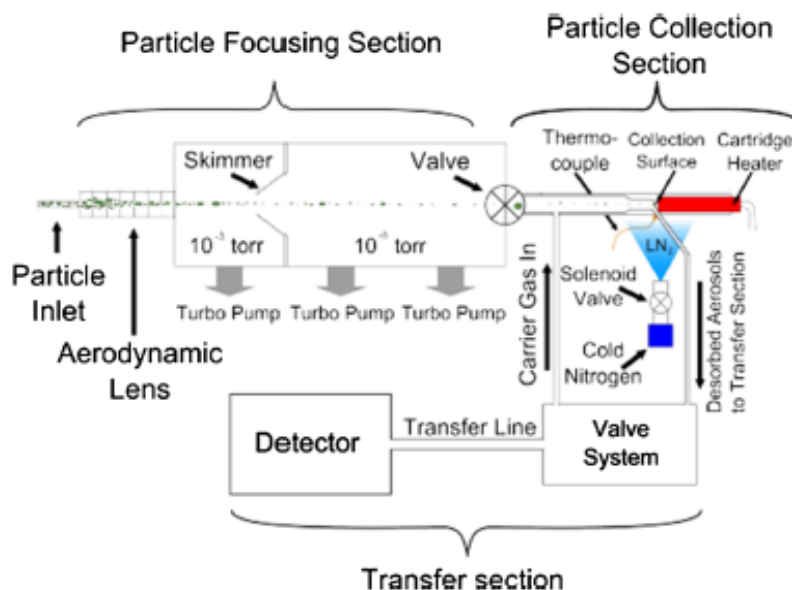 Particle Focusing Section
Particle Collection
Section
Skimmer
Valve
Thermo-
couple
Collection
Surface
Cartridge
Heater
10⁻³ torr
torr
Particle
Inlet
Aerodynamic
Lens
Turbo Pump
Turbo Pump
Turbo Pump
Carrier Gas In
LN₂
Solenoid
Valve
Cold
Nitrogen
Desorbed Aerosols
to Transfer Section
Detector
Transfer Line
Valve
System
Transfer section